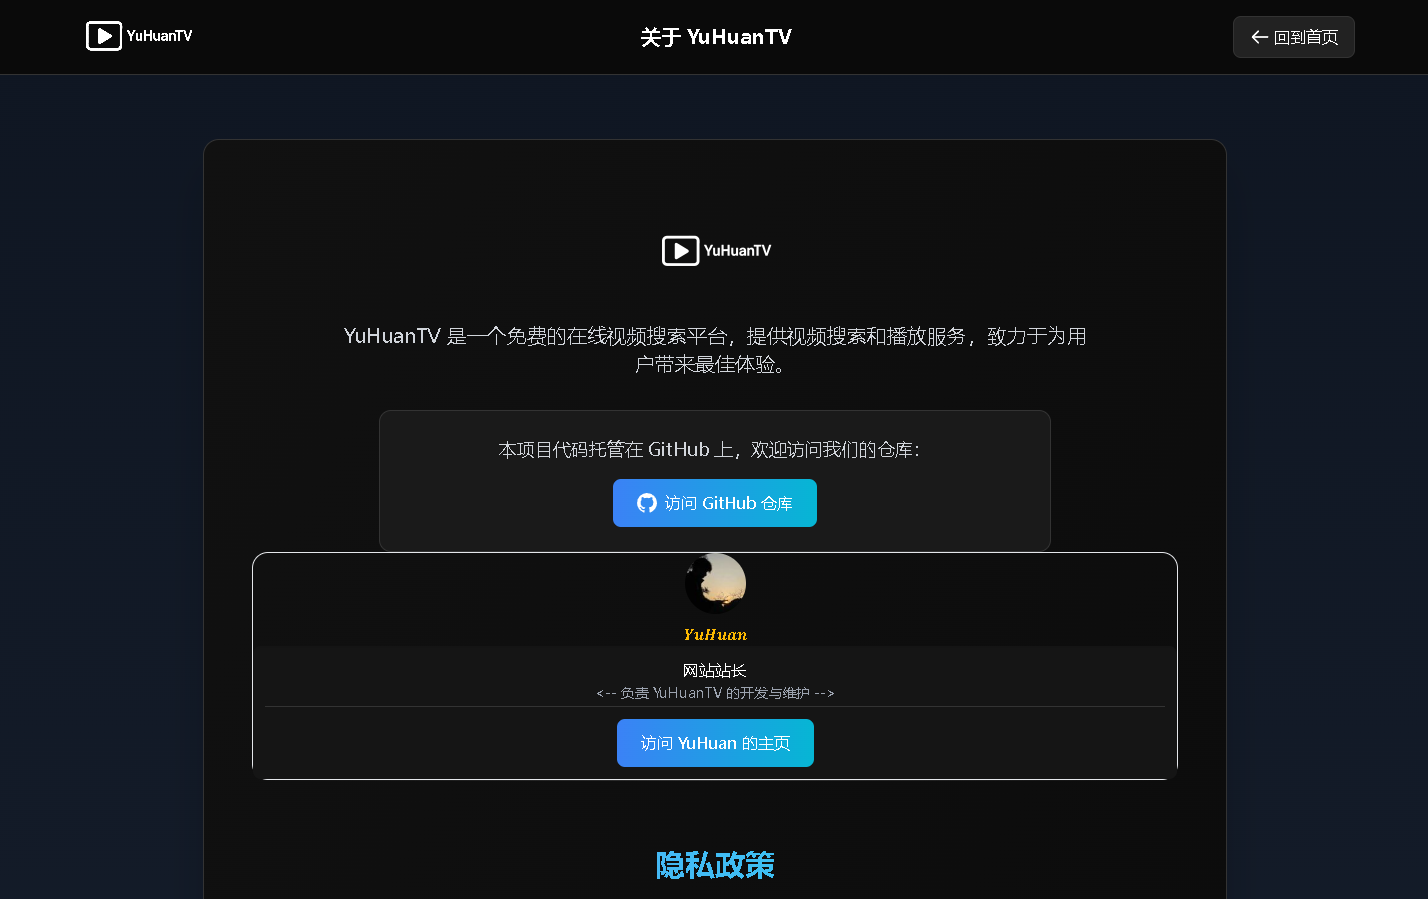 YuHuanTV
关于 YuHuanTV
回到首页
YuHuanTV
YuHuanTV 是一个免费的在线视频搜索平台，提供视频搜索和播放服务，致力于为用
户带来最佳体验。
本项目代码托管在 GitHub 上，欢迎访问我们的仓库：
访问 GitHub 仓库
YuHuan
网站站长
<-- 负责 YuHuanTV 的开发与维护 -->
访问 YuHuan 的主页
隐私政策